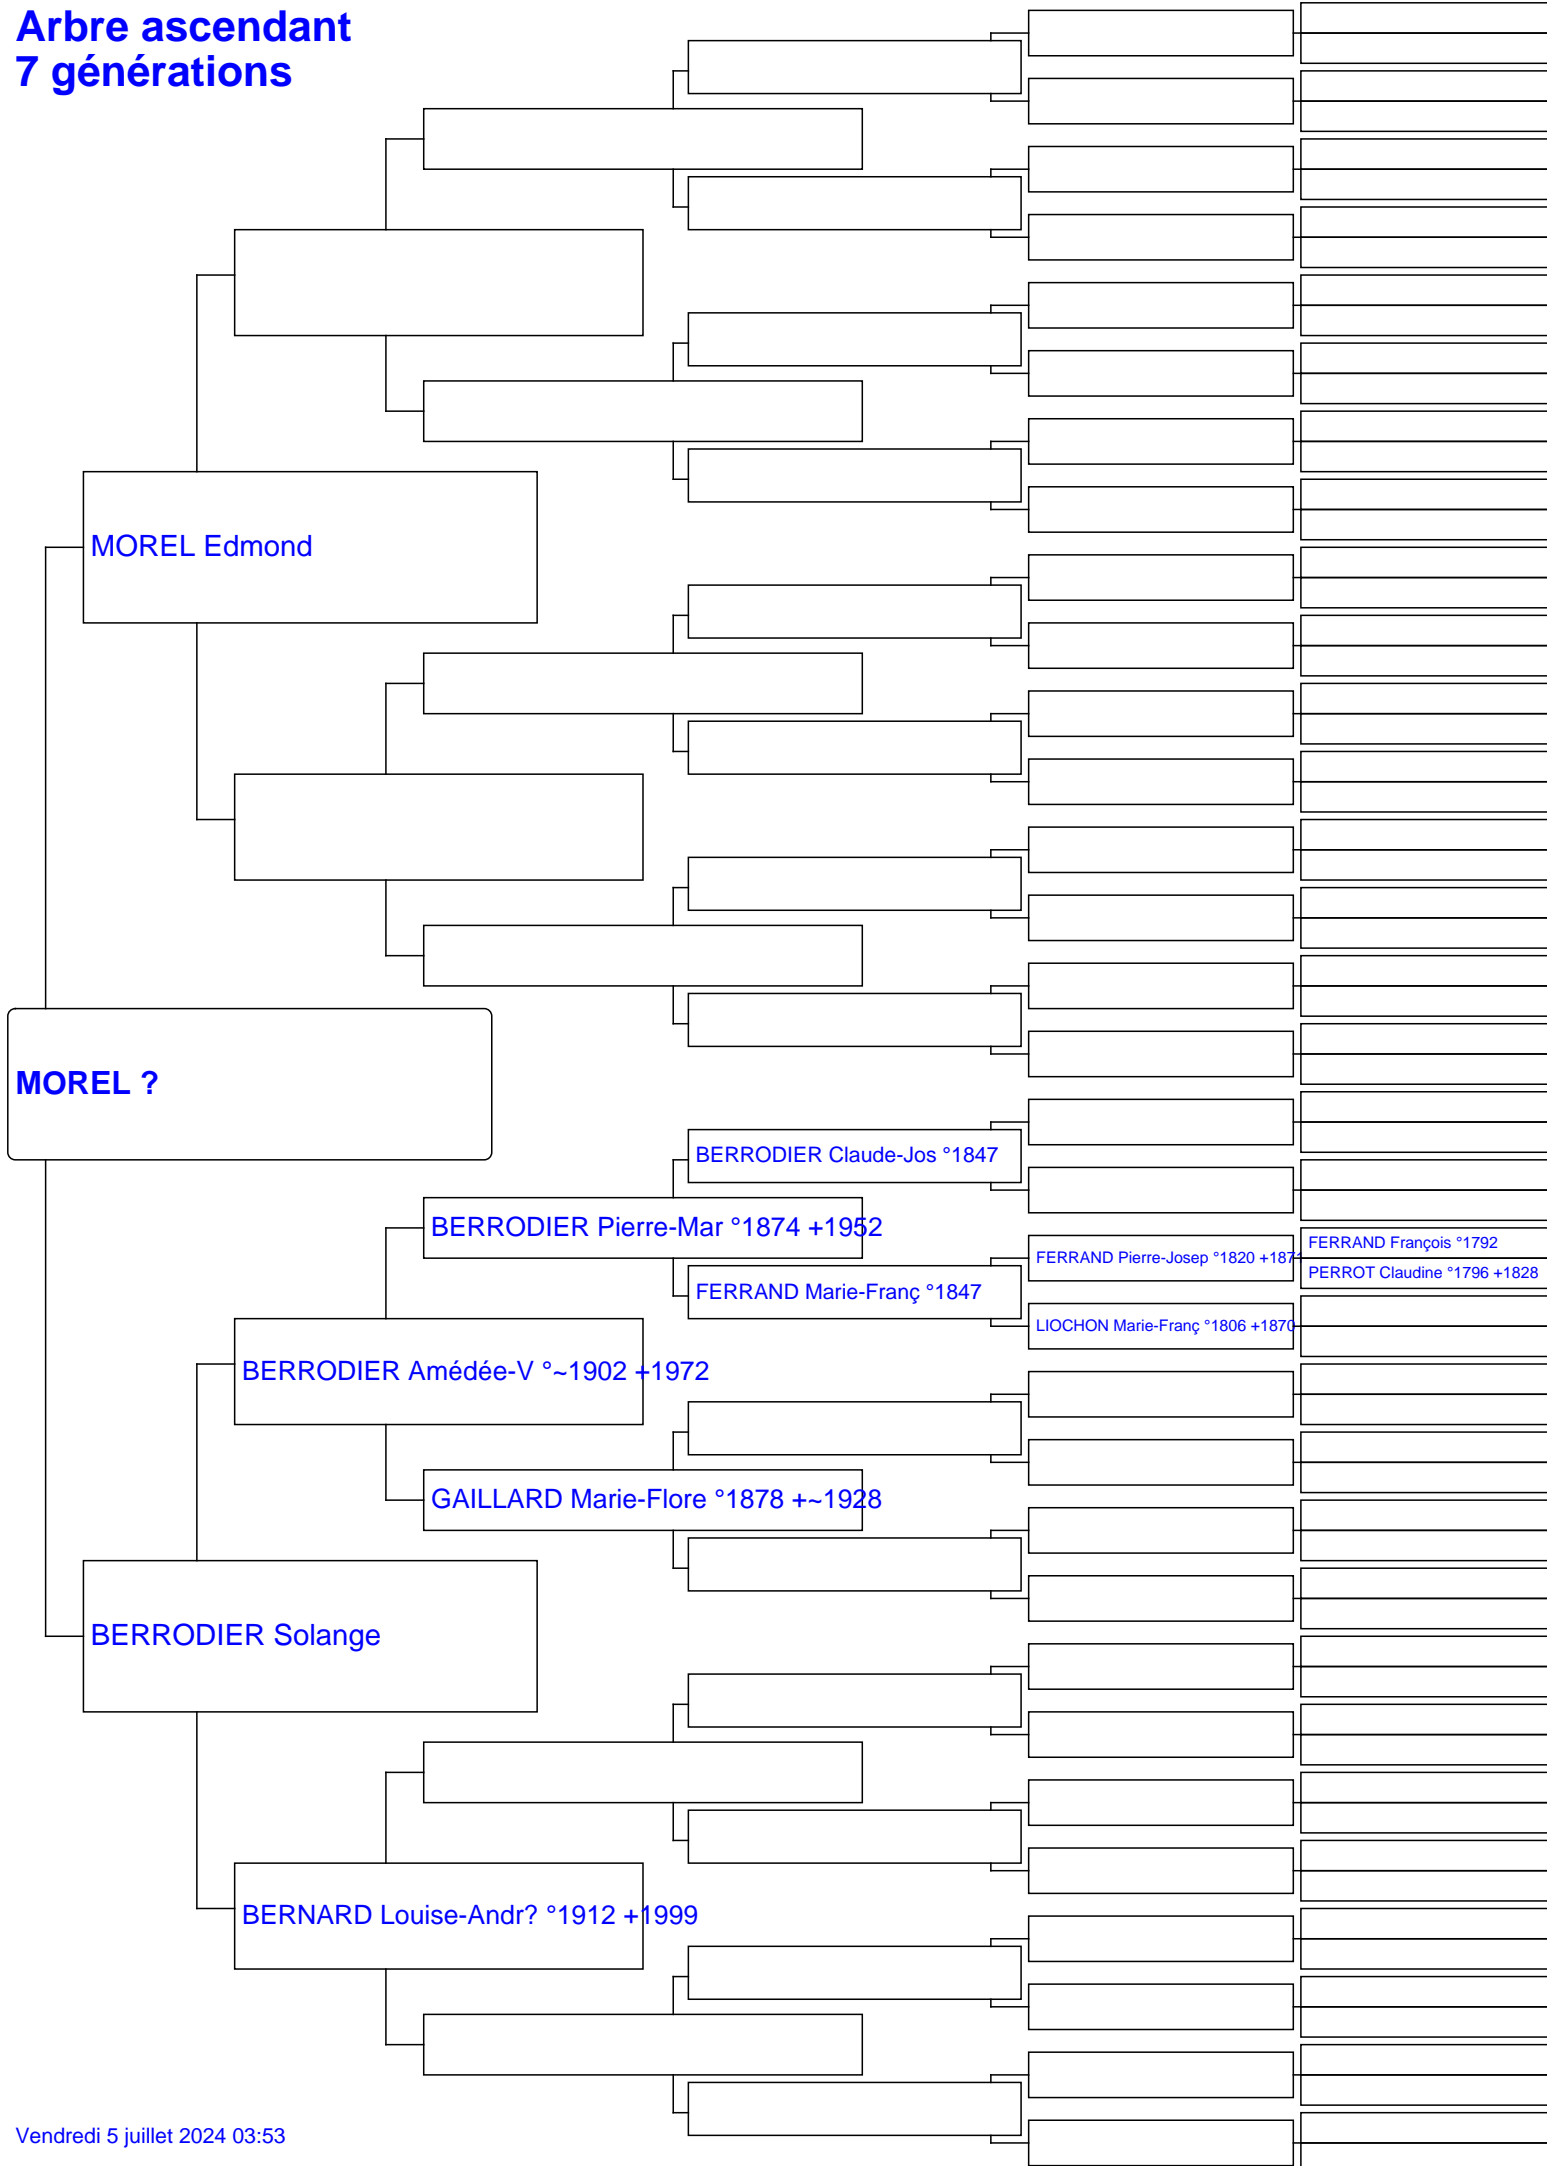 Arbre ascendant
7 générations
MOREL Edmond
MOREL ?
BERRODIER Claude-Jos °1847
BERRODIER Pierre-Mar °1874 +1952
FERRAND François °1792
FERRAND Pierre-Josep °1820 +1871
PERROT Claudine °1796 +1828
FERRAND Marie-Franç °1847
LIOCHON Marie-Franç °1806 +1870
BERRODIER Amédée-V °~1902 +1972
GAILLARD Marie-Flore °1878 +~1928
BERRODIER Solange
BERNARD Louise-Andr? °1912 +1999
Vendredi 5 juillet 2024 03:53